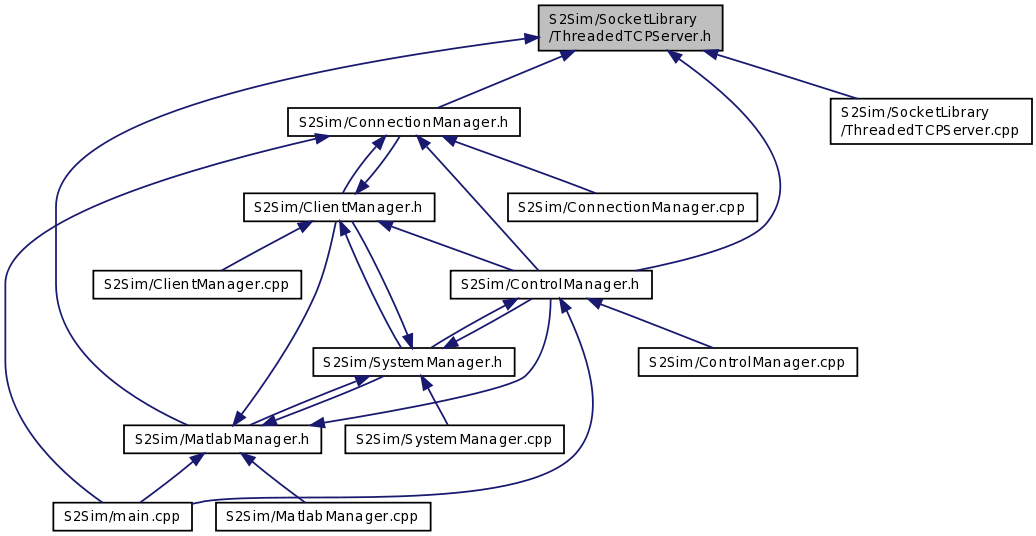 S2Sim/SocketLibrary
/ThreadedTCPServer.h
S2Sim/SocketLibrary
/ThreadedTCPServer.cpp
S2Sim/ConnectionManager.h
S2Sim/ClientManager.h
S2Sim/ConnectionManager.cpp
S2Sim/ClientManager.cpp
S2Sim/ControlManager.h
S2Sim/SystemManager.h
S2Sim/ControlManager.cpp
S2Sim/MatlabManager.h
S2Sim/SystemManager.cpp
S2Sim/main.cpp
S2Sim/MatlabManager.cpp